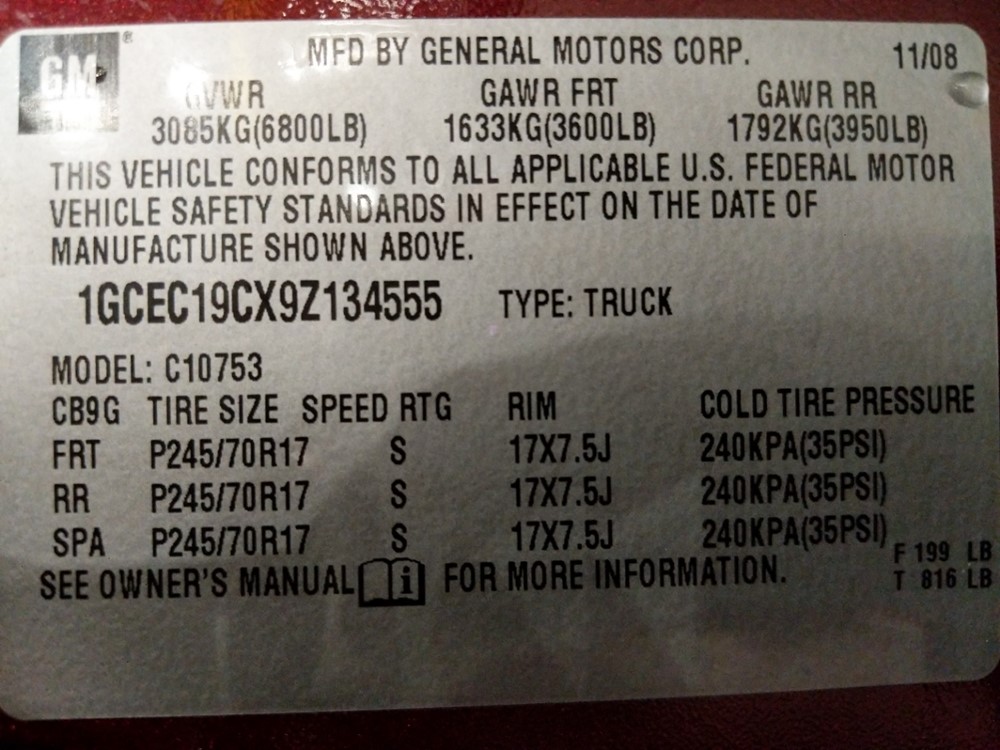 GM® MFD BY GENERAL MOTORS CORP. 11/08
GVWR GAWR FRT GAWR RR
3085KG(6800LB) 1633KG(3600LB) 1792KG(3950LB)
THIS VEHICLE CONFORMS TO ALL APPLICABLE U.S. FEDERAL MOTOR
VEHICLE SAFETY STANDARDS IN EFFECT ON THE DATE OF
MANUFACTURE SHOWN ABOVE.
1GCEC19CX9Z134555 TYPE: TRUCK
MODEL: C10753
CB9G TIRE SIZE SPEED RTG RIM COLD TIRE PRESSURE
FRT P245/70R17 S 17X7.5J 240KPA(35PSI)
RR P245/70R17 S 17X7.5J 240KPA(35PSI)
SPA P245/70R17 S 17X7.5J 240KPA(35PSI)
F 199 LB
SEE OWNER'S MANUAL i FOR MORE INFORMATION.
T 816 LB